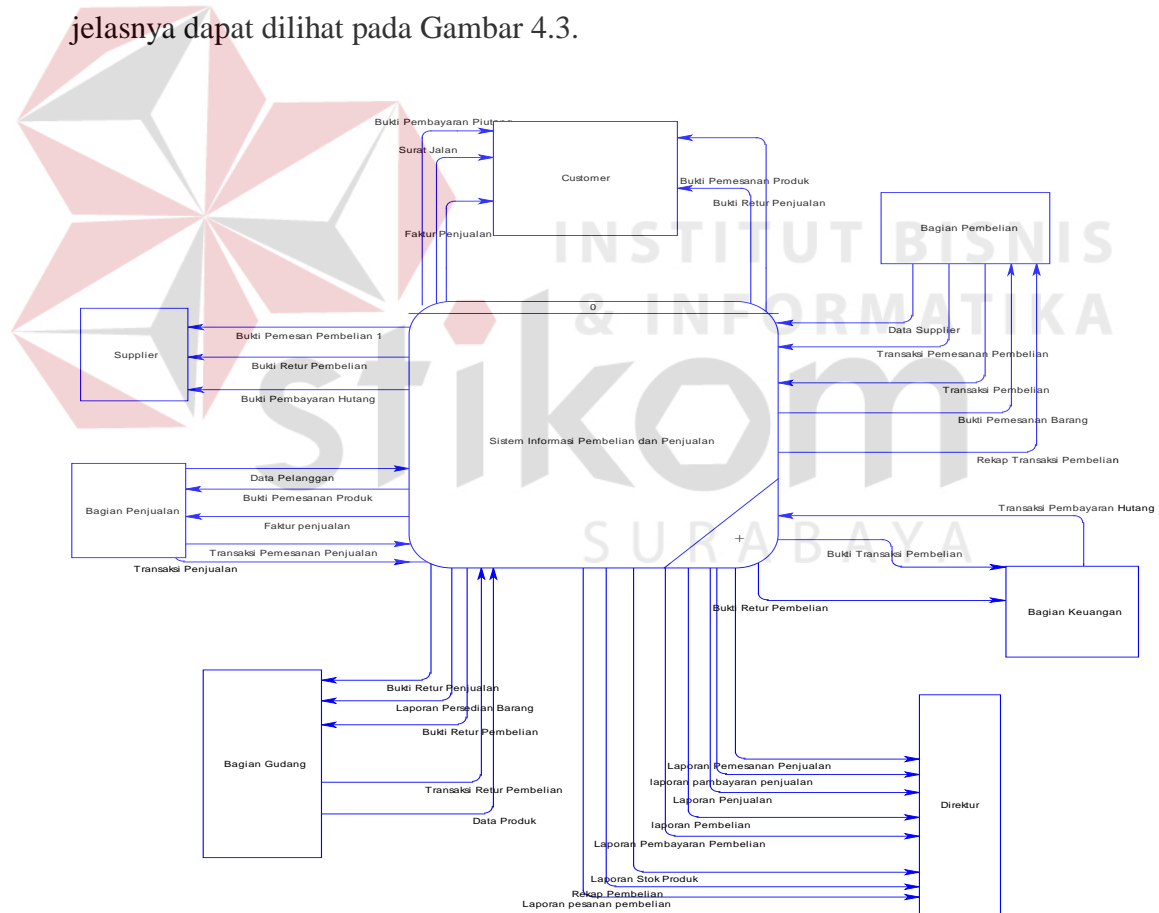 jelasnya dapat dilihat pada Gambar 4.3.
Bukti Pembayaran Piutang
Surat Jalan
Customer
Bukti Pemesanan Produk
Bukti Retur Penjualan
Faktur Penjualan
Bagian Pembelian
INSTITUT BISNIS
& INFORMATIKA
stikom
SURABAYA
0
Data Supplier
Transaksi Pemesanan Pembelian
Transaksi Pembelian
Bukti Pemesanan Barang
Rekap Transaksi Pembelian
Supplier
Bukti Pemesan Pembelian 1
Bukti Retur Pembelian
Bukti Pembayaran Hutang
Sistem Informasi Pembelian dan Penjualan
Bagian Penjualan
Data Pelanggan
Bukti Pemesanan Produk
Faktur penjualan
Transaksi Pemesanan Penjualan
Transaksi Penjualan
Transaksi Pembayaran Hutang
+
Bukti Transaksi Pembelian
Bukti Retur Pembelian
Bagian Keuangan
Bagian Gudang
Bukti Retur Penjualan
Laporan Persedian Barang
Bukti Retur Pembelian
Transaksi Retur Pembelian
Data Produk
Direktur
Laporan Pemesanan Penjualan
laporan pambayaran penjualan
Laporan Penjualan
laporan Pembelian
Laporan Pembayaran Pembelian
Laporan Stok Produk
Rekap Pembelian
Laporan pesanan pembelian